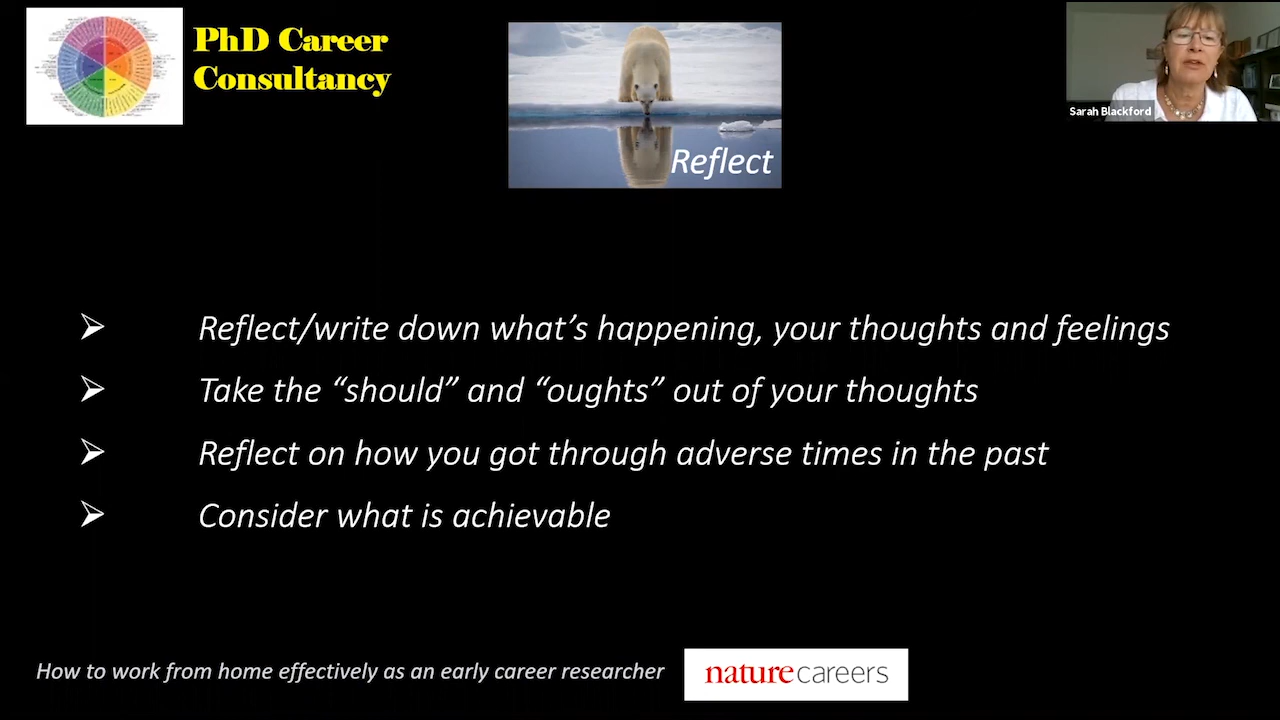 PhD Career
Consultancy
Reflect
Sarah Blackford
Reflect/write down what’s happening, your thoughts and feelings
Take the “should” and “oughts” out of your thoughts
Reflect on how you got through adverse times in the past
Consider what is achievable
How to work from home effectively as an early career researcher
naturecareers